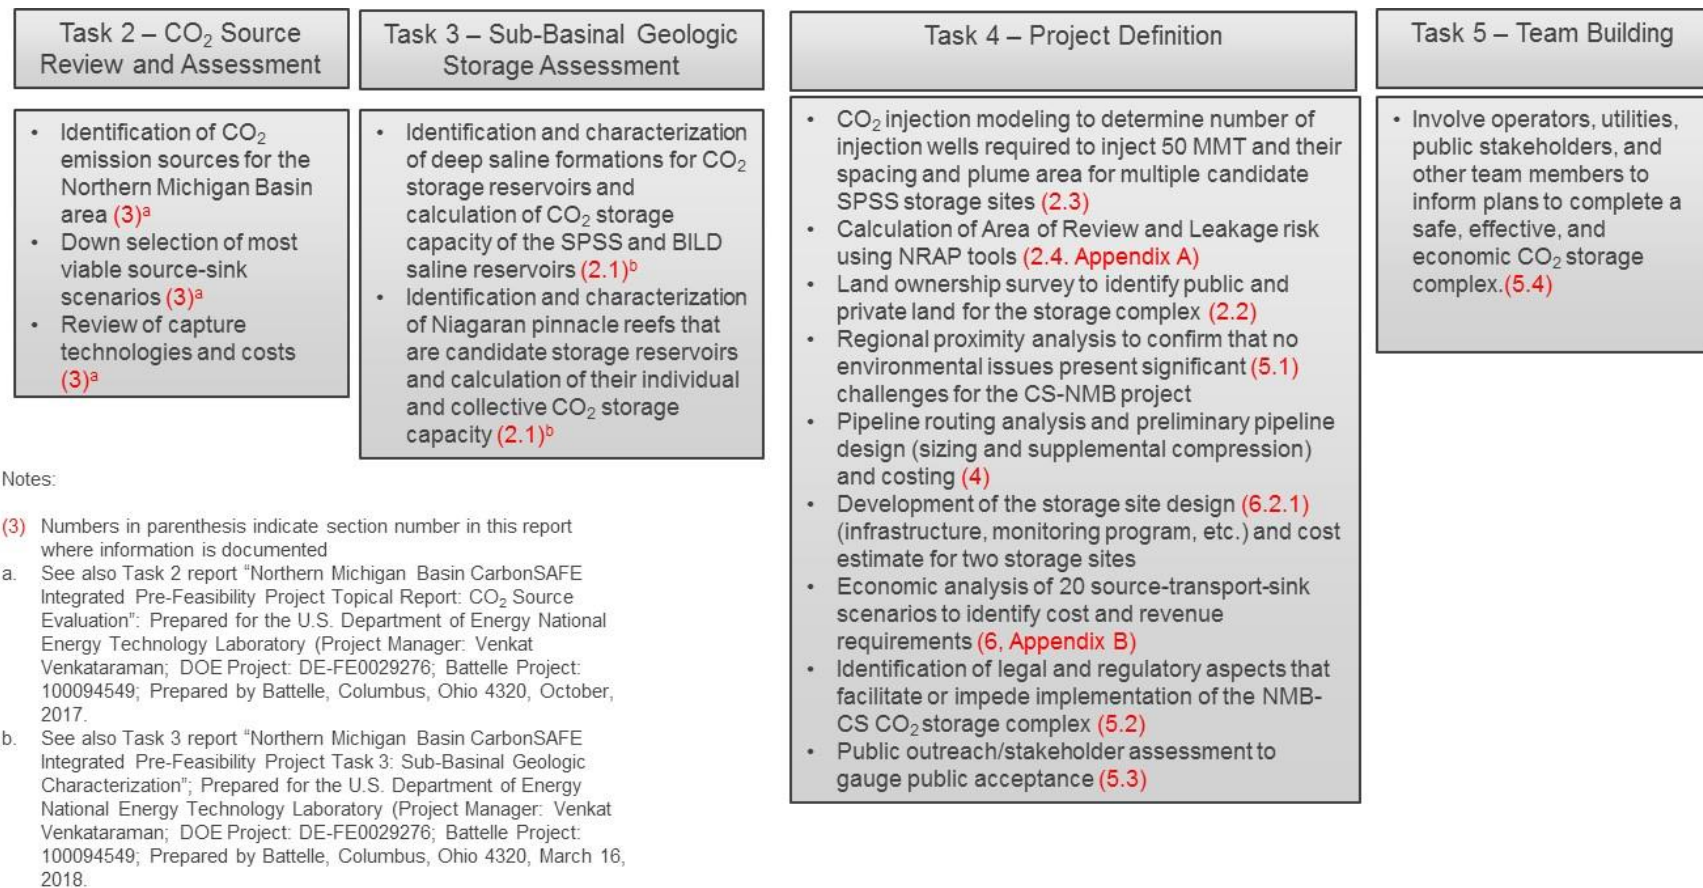 Task 2 – CO₂ Source
Review and Assessment
• Identification of CO₂
emission sources for the
Northern Michigan Basin
area (3)ᵃ
• Down selection of most
viable source-sink
scenarios (3)ᵃ
• Review of capture
technologies and costs
(3)ᵃ
Task 3 – Sub-Basinal Geologic
Storage Assessment
• Identification and characterization
of deep saline formations for CO₂
storage reservoirs and
calculation of CO₂ storage
capacity of the SPSS and BILD
saline reservoirs (2.1)ᵇ
• Identification and characterization
of Niagaran pinnacle reefs that
are candidate storage reservoirs
and calculation of their individual
and collective CO₂ storage
capacity (2.1)ᵇ
Task 4 – Project Definition
• CO₂ injection modeling to determine number of
injection wells required to inject 50 MMT and their
spacing and plume area for multiple candidate
SPSS storage sites (2.3)
• Calculation of Area of Review and Leakage risk
using NRAP tools (2.4. Appendix A)
• Land ownership survey to identify public and
private land for the storage complex (2.2)
• Regional proximity analysis to confirm that no
environmental issues present significant (5.1)
challenges for the CS-NMB project
• Pipeline routing analysis and preliminary pipeline
design (sizing and supplemental compression)
and costing (4)
• Development of the storage site design (6.2.1)
(infrastructure, monitoring program, etc.) and cost
estimate for two storage sites
• Economic analysis of 20 source-transport-sink
scenarios to identify cost and revenue
requirements (6, Appendix B)
• Identification of legal and regulatory aspects that
facilitate or impede implementation of the NMB-
CS CO₂ storage complex (5.2)
• Public outreach/stakeholder assessment to
gauge public acceptance (5.3)
Task 5 – Team Building
• Involve operators, utilities,
public stakeholders, and
other team members to
inform plans to complete a
safe, effective, and
economic CO₂ storage
complex.(5.4)
Notes:
(3) Numbers in parenthesis indicate section number in this report
where information is documented
a. See also Task 2 report “Northern Michigan Basin CarbonSAFE
Integrated Pre-Feasibility Project Topical Report: CO₂ Source
Evaluation”: Prepared for the U.S. Department of Energy National
Energy Technology Laboratory (Project Manager: Venkat
Venkataraman; DOE Project: DE-FE0029276; Battelle Project:
100094549; Prepared by Battelle, Columbus, Ohio 4320, October,
2017.
b. See also Task 3 report “Northern Michigan Basin CarbonSAFE
Integrated Pre-Feasibility Project Task 3: Sub-Basinal Geologic
Characterization”; Prepared for the U.S. Department of Energy
National Energy Technology Laboratory (Project Manager: Venkat
Venkataraman; DOE Project: DE-FE0029276; Battelle Project:
100094549; Prepared by Battelle, Columbus, Ohio 4320, March 16,
2018.